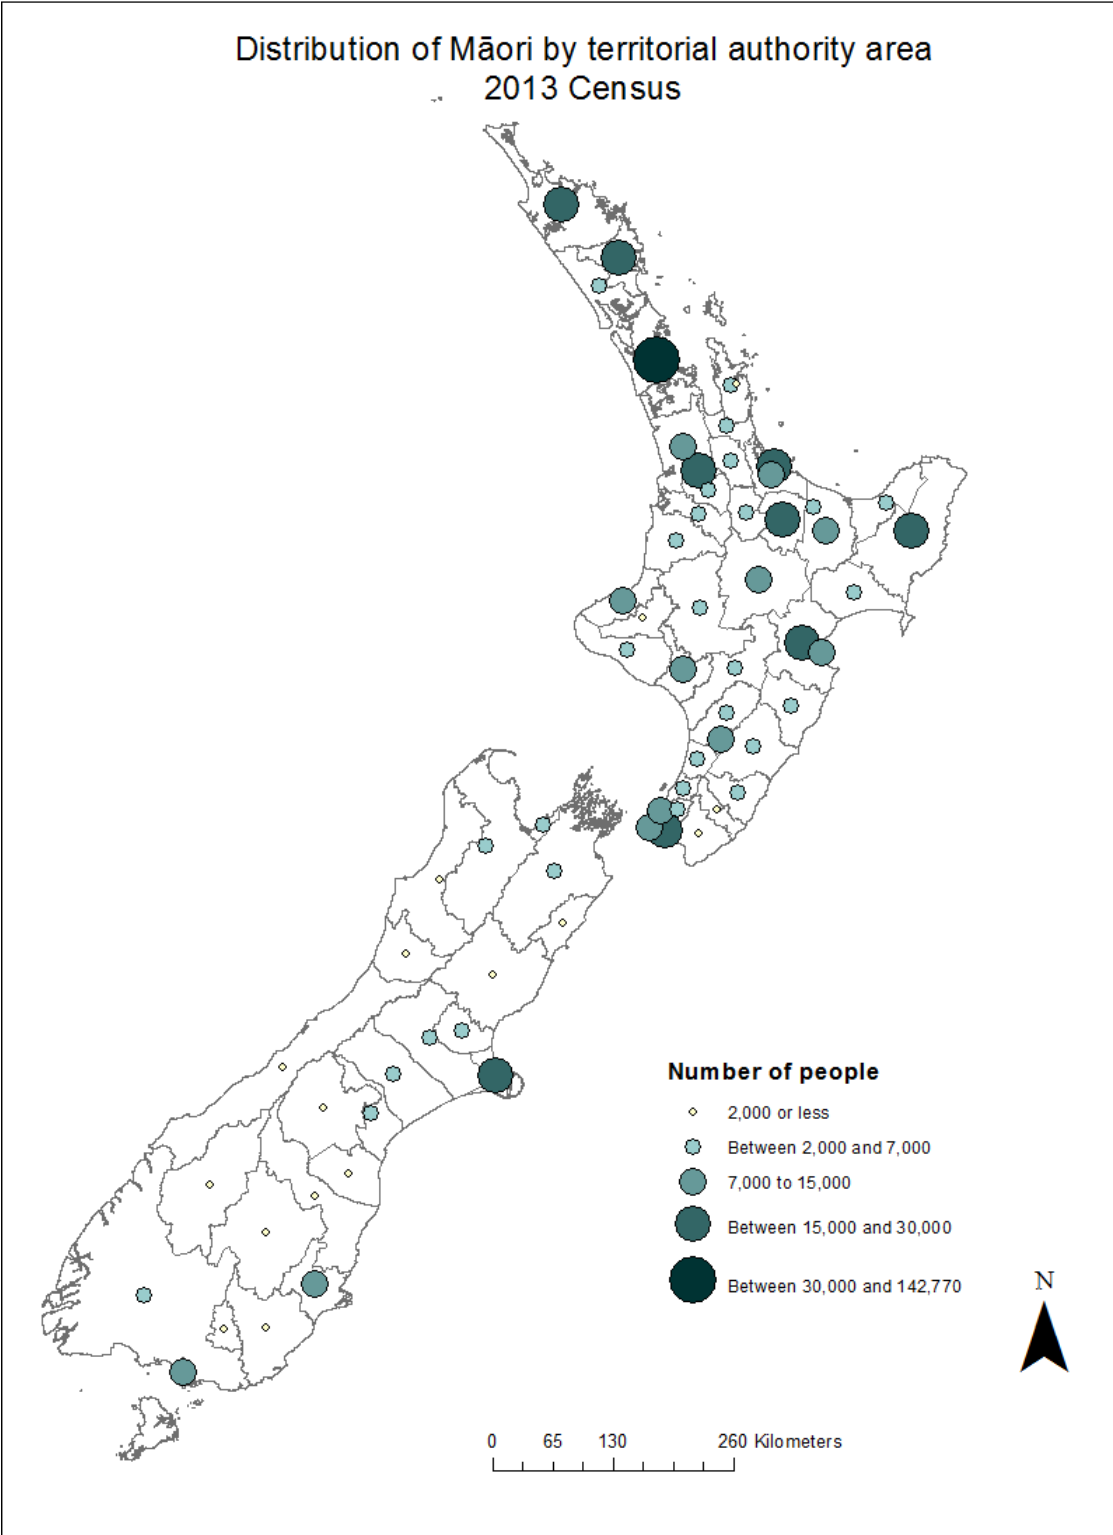 Distribution of Māori by territorial authority area
2013 Census
Number of people
2,000 or less
Between 2,000 and 7,000
7,000 to 15,000
Between 15,000 and 30,000
Between 30,000 and 142,770
N
0 65 130 260 Kilometers